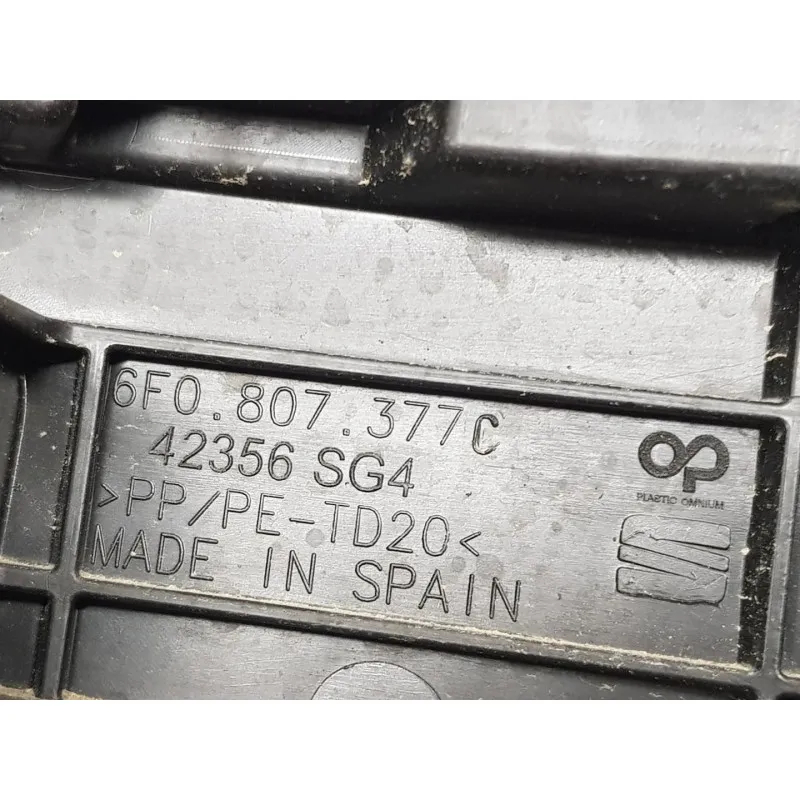 6F0.807.377C
42356 SG4
>PP/PE-TD20<
MADE IN SPAIN
PLASTIC OMNIUM